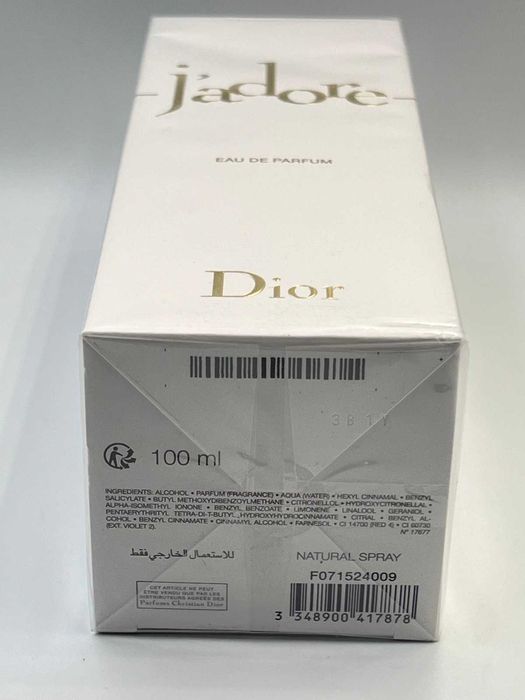 j'adore
EAU DE PARFUM
Dior
3B17
100 ml
INGREDIENTS: ALCOHOL • PARFUM (FRAGRANCE) • AQUA (WATER) • HEXYL CINNAMAL • BENZYL
SALICYLATE • BUTYL METHOXYDIBENZOYLMETHANE • CITRONELLOL • HYDROXYCITRONELLAL •
ALPHA-ISOMETHYL IONONE • BENZYL BENZOATE • LIMONENE • LINALOOL • GERANIOL •
PENTAERYTHRITYL TETRA-DI-T-BUTYL HYDROXYHYDROCINNAMATE • CITRAL • BENZYL AL-
COHOL • BENZYL CINNAMATE • CINNAMYL ALCOHOL • FARNESOL • CI 14700 (RED 4) • CI 60730
(EXT. VIOLET 2). N° 17677
للاستعمال الخارجي فقط
NATURAL SPRAY
F071524009
CET ARTICLE NE PEUT
ÊTRE VENDU QUE PAR LES
DISTRIBUTEURS AGRÉÉS DES
Parfums Christian Dior
3 348900 417878